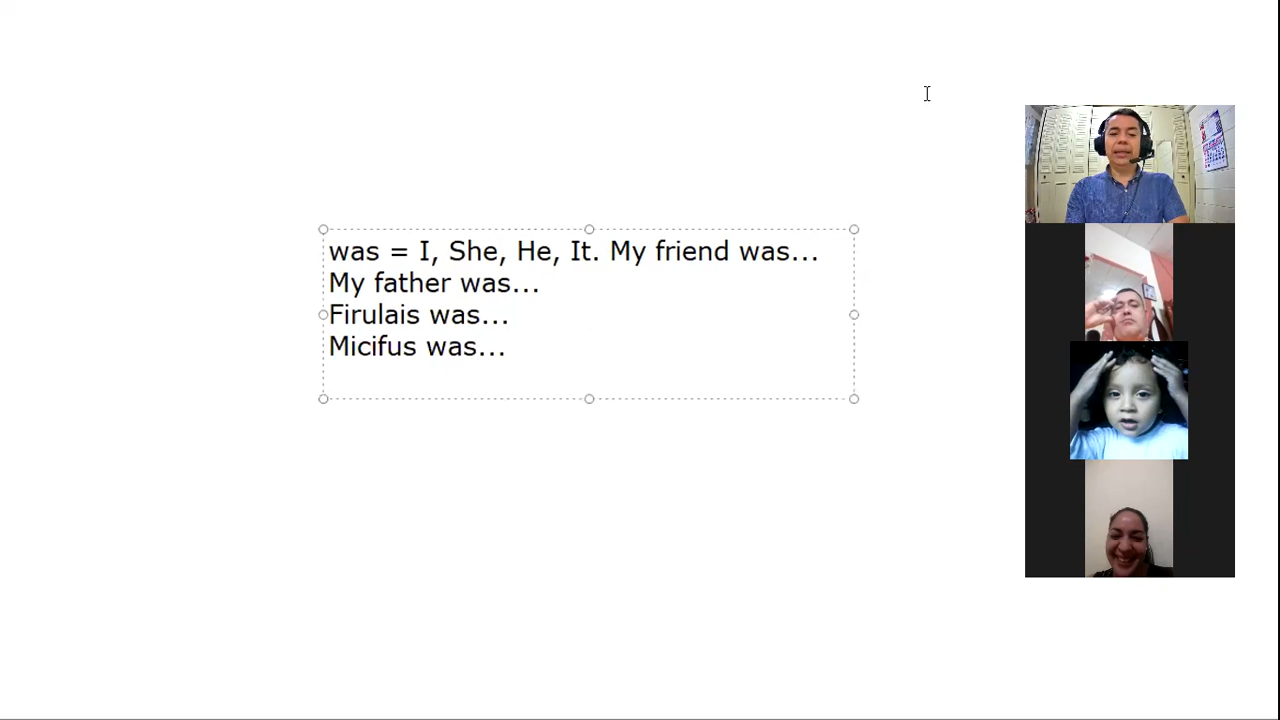 was = I, She, He, It. My friend was...
My father was...
Firulais was...
Micifus was...